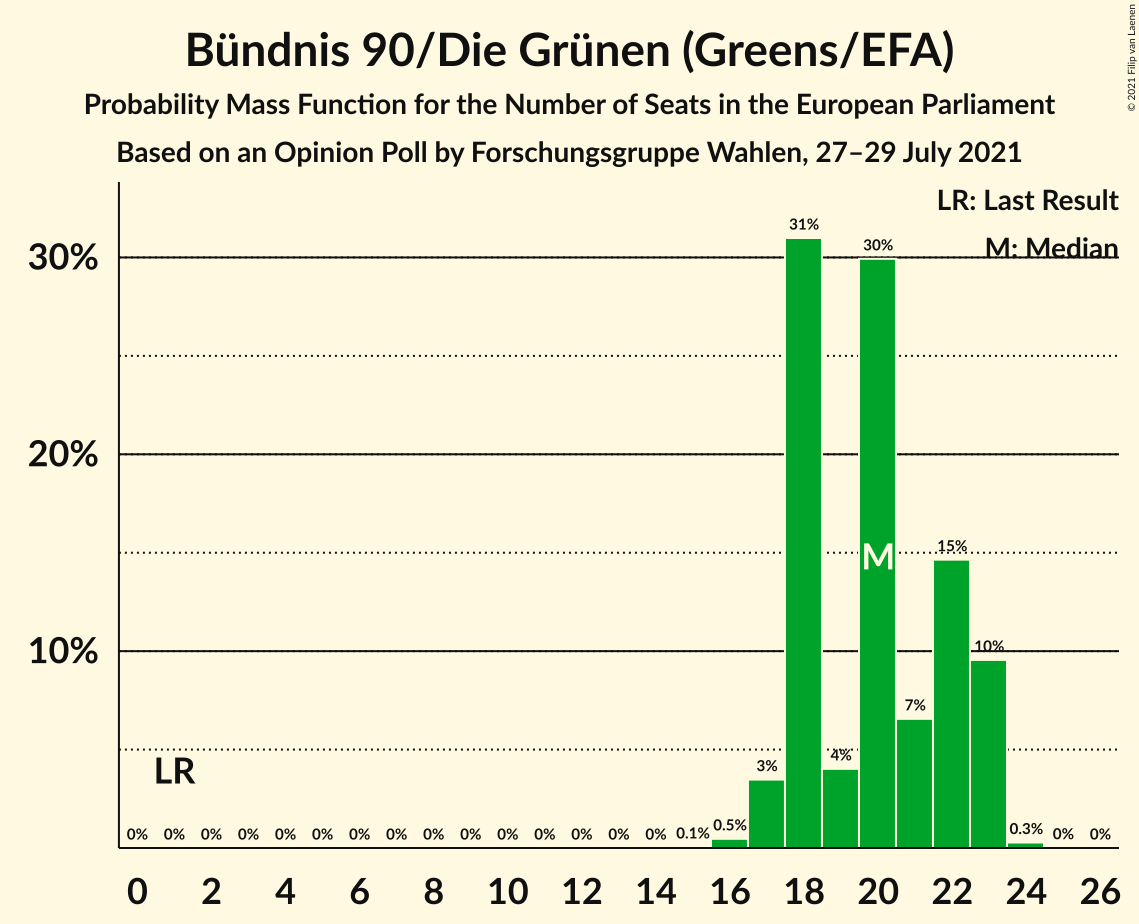 Bündnis 90/Die Grünen (Greens/EFA)
Probability Mass Function for the Number of Seats in the European Parliament
Based on an Opinion Poll by Forschungsgruppe Wahlen, 27–29 July 2021
© 2021 Filip van Laenen
LR: Last Result
M: Median
30%
20%
10%
31%
30%
M
15%
10%
7%
4%
3%
LR
0% 0% 0% 0% 0% 0% 0% 0% 0% 0% 0% 0% 0% 0% 0% 0.1% 0.5% 0.3% 0% 0%
0 2 4 6 8 10 12 14 16 18 20 22 24 26